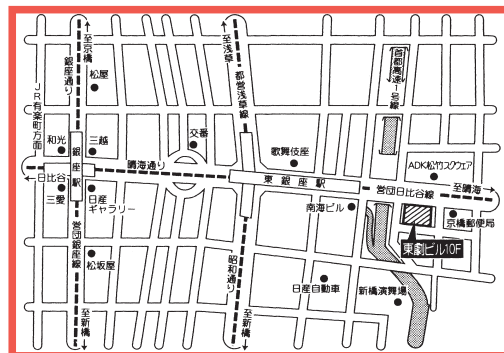 至京橋
銀座通り
松屋
JR有楽町方面
和光
三越
銀座駅
日比谷
三愛
日産
ギャラリー
営団銀座線
松坂屋
至新橋
晴海通り
交番
至浅草
都営浅草線
歌舞伎座
東銀座駅
昭和通り
至新橋
首都高速1号線
ADK松竹スクウェア
営団日比谷線
至晴海
南海ビル
京橋郵便局
東劇ビル10F
日産自動車
新橋演舞場